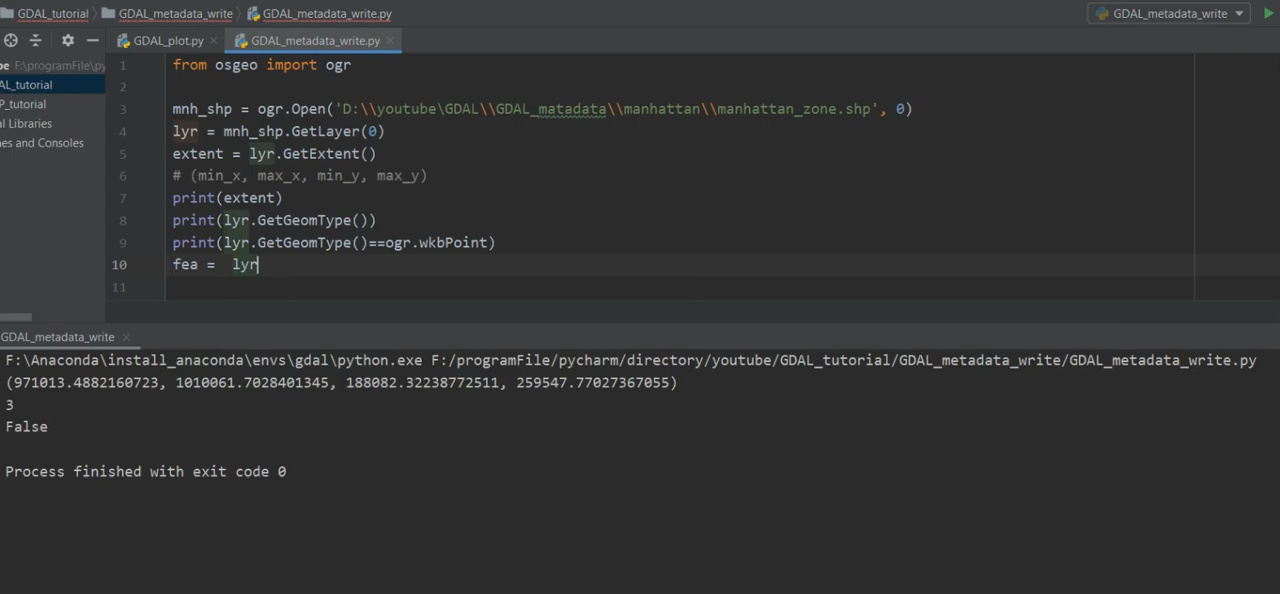 GDAL_tutorial GDAL_metadata_write GDAL_metadata_write.py GDAL_metadata_write
GDAL_plot.py GDAL_metadata_write.py
pe F:\programFile\py
AL_tutorial
P_tutorial
al Libraries
hes and Consoles
1 from osgeo import ogr
2
3 mnh_shp = ogr.Open('D:\\youtube\GDAL\\GDAL_matadata\\manhattan\\manhattan_zone.shp', 0)
4 lyr = mnh_shp.GetLayer(0)
5 extent = lyr.GetExtent()
6 # (min_x, max_x, min_y, max_y)
7 print(extent)
8 print(lyr.GetGeomType())
9 print(lyr.GetGeomType()==ogr.wkbPoint)
10 fea =  lyr
11
GDAL_metadata_write
F:\Anaconda\install_anaconda\envs\gdal\python.exe F:/programFile/pycharm/directory/youtube/GDAL_tutorial/GDAL_metadata_write/GDAL_metadata_write.py
(971013.4882160723, 1010061.7028401345, 188082.32238772511, 259547.77027367055)
3
False
Process finished with exit code 0